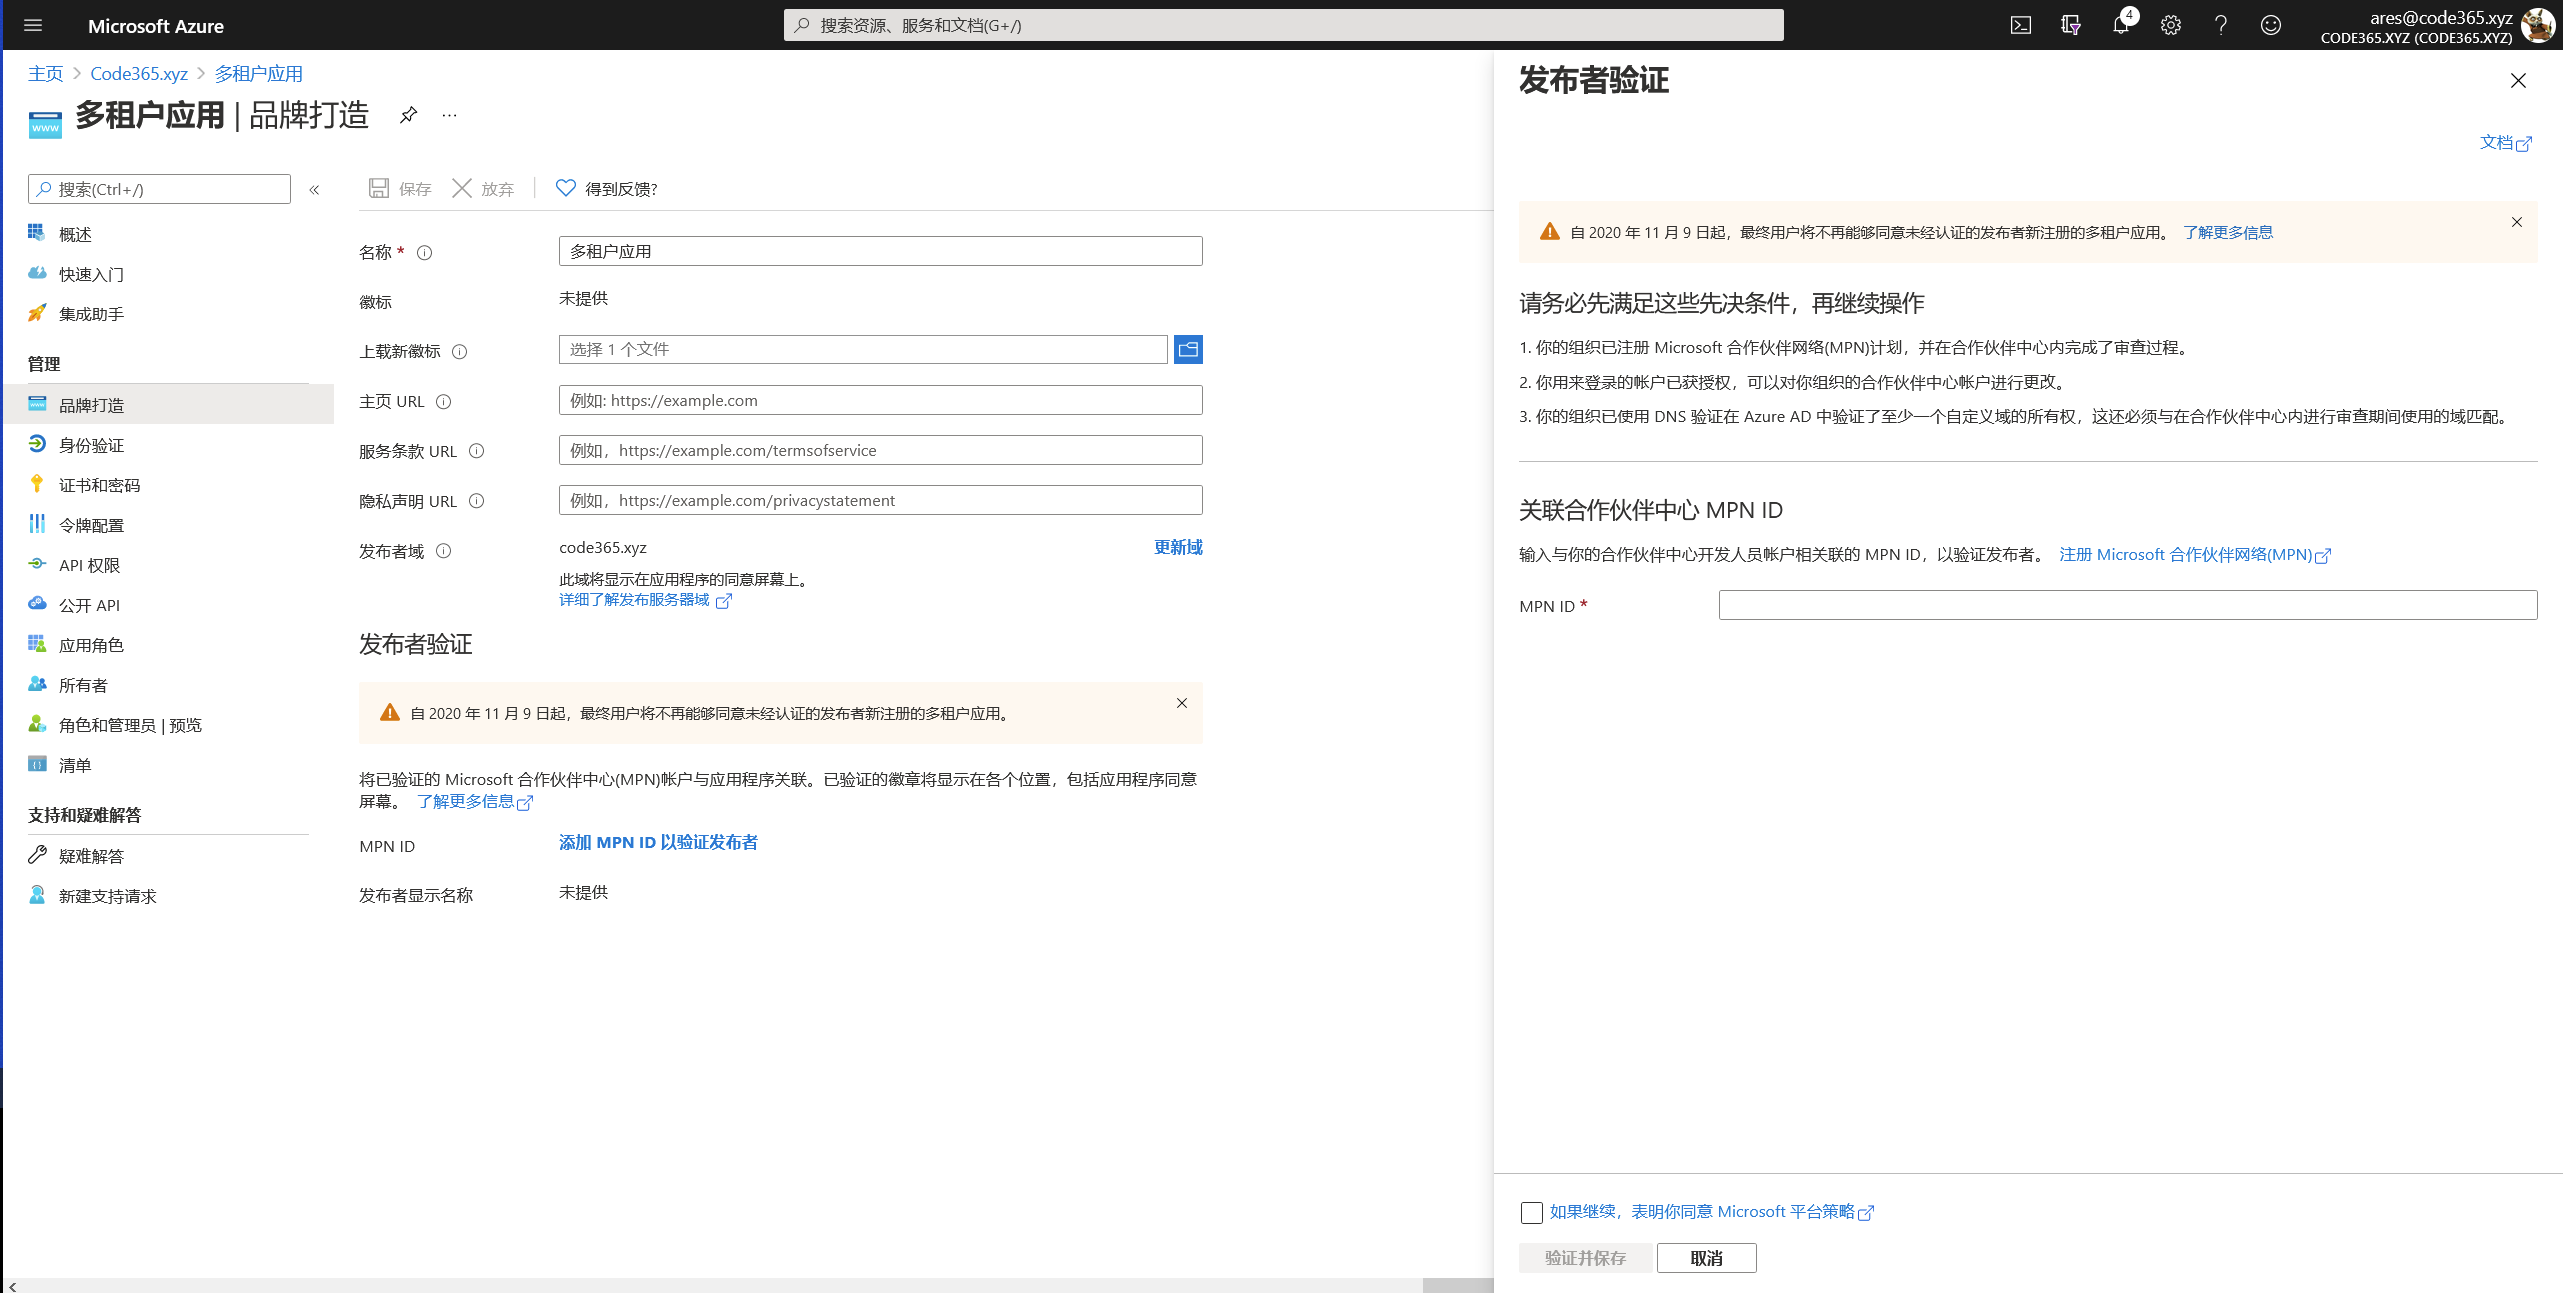 Microsoft Azure
搜索资源、服务和文档(G+/)
4
ares@code365.xyz
CODE365.XYZ (CODE365.XYZ)
主页 > Code365.xyz > 多租户应用
www
多租户应用 | 品牌打造
...
搜索(Ctrl+/)
«
概述
快速入门
集成助手
管理
品牌打造
身份验证
证书和密码
令牌配置
API 权限
公开 API
应用角色
所有者
角色和管理员 | 预览
清单
支持和疑难解答
疑难解答
新建支持请求
保存
放弃
得到反馈?
名称 *
多租户应用
徽标
未提供
上载新徽标
选择 1 个文件
主页 URL
例如: https://example.com
服务条款 URL
例如，https://example.com/termsofservice
隐私声明 URL
例如，https://example.com/privacystatement
发布者域
code365.xyz
更新域
此域将显示在应用程序的同意屏幕上。
详细了解发布服务器域
发布者验证
自 2020 年 11 月 9 日起，最终用户将不再能够同意未经认证的发布者新注册的多租户应用。
将已验证的 Microsoft 合作伙伴中心(MPN)帐户与应用程序关联。已验证的徽章将显示在各个位置，包括应用程序同意
屏幕。 了解更多信息
MPN ID
添加 MPN ID 以验证发布者
发布者显示名称
未提供
发布者验证
文档
自 2020 年 11 月 9 日起，最终用户将不再能够同意未经认证的发布者新注册的多租户应用。 了解更多信息
请务必先满足这些先决条件，再继续操作
1. 你的组织已注册 Microsoft 合作伙伴网络(MPN)计划，并在合作伙伴中心内完成了审查过程。
2. 你用来登录的帐户已获授权，可以对你组织的合作伙伴中心帐户进行更改。
3. 你的组织已使用 DNS 验证在 Azure AD 中验证了至少一个自定义域的所有权，这还必须与在合作伙伴中心内进行审查期间使用的域匹配。
关联合作伙伴中心 MPN ID
输入与你的合作伙伴中心开发人员帐户相关联的 MPN ID，以验证发布者。 注册 Microsoft 合作伙伴网络(MPN)
MPN ID *
如果继续，表明你同意 Microsoft 平台策略
验证并保存
取消